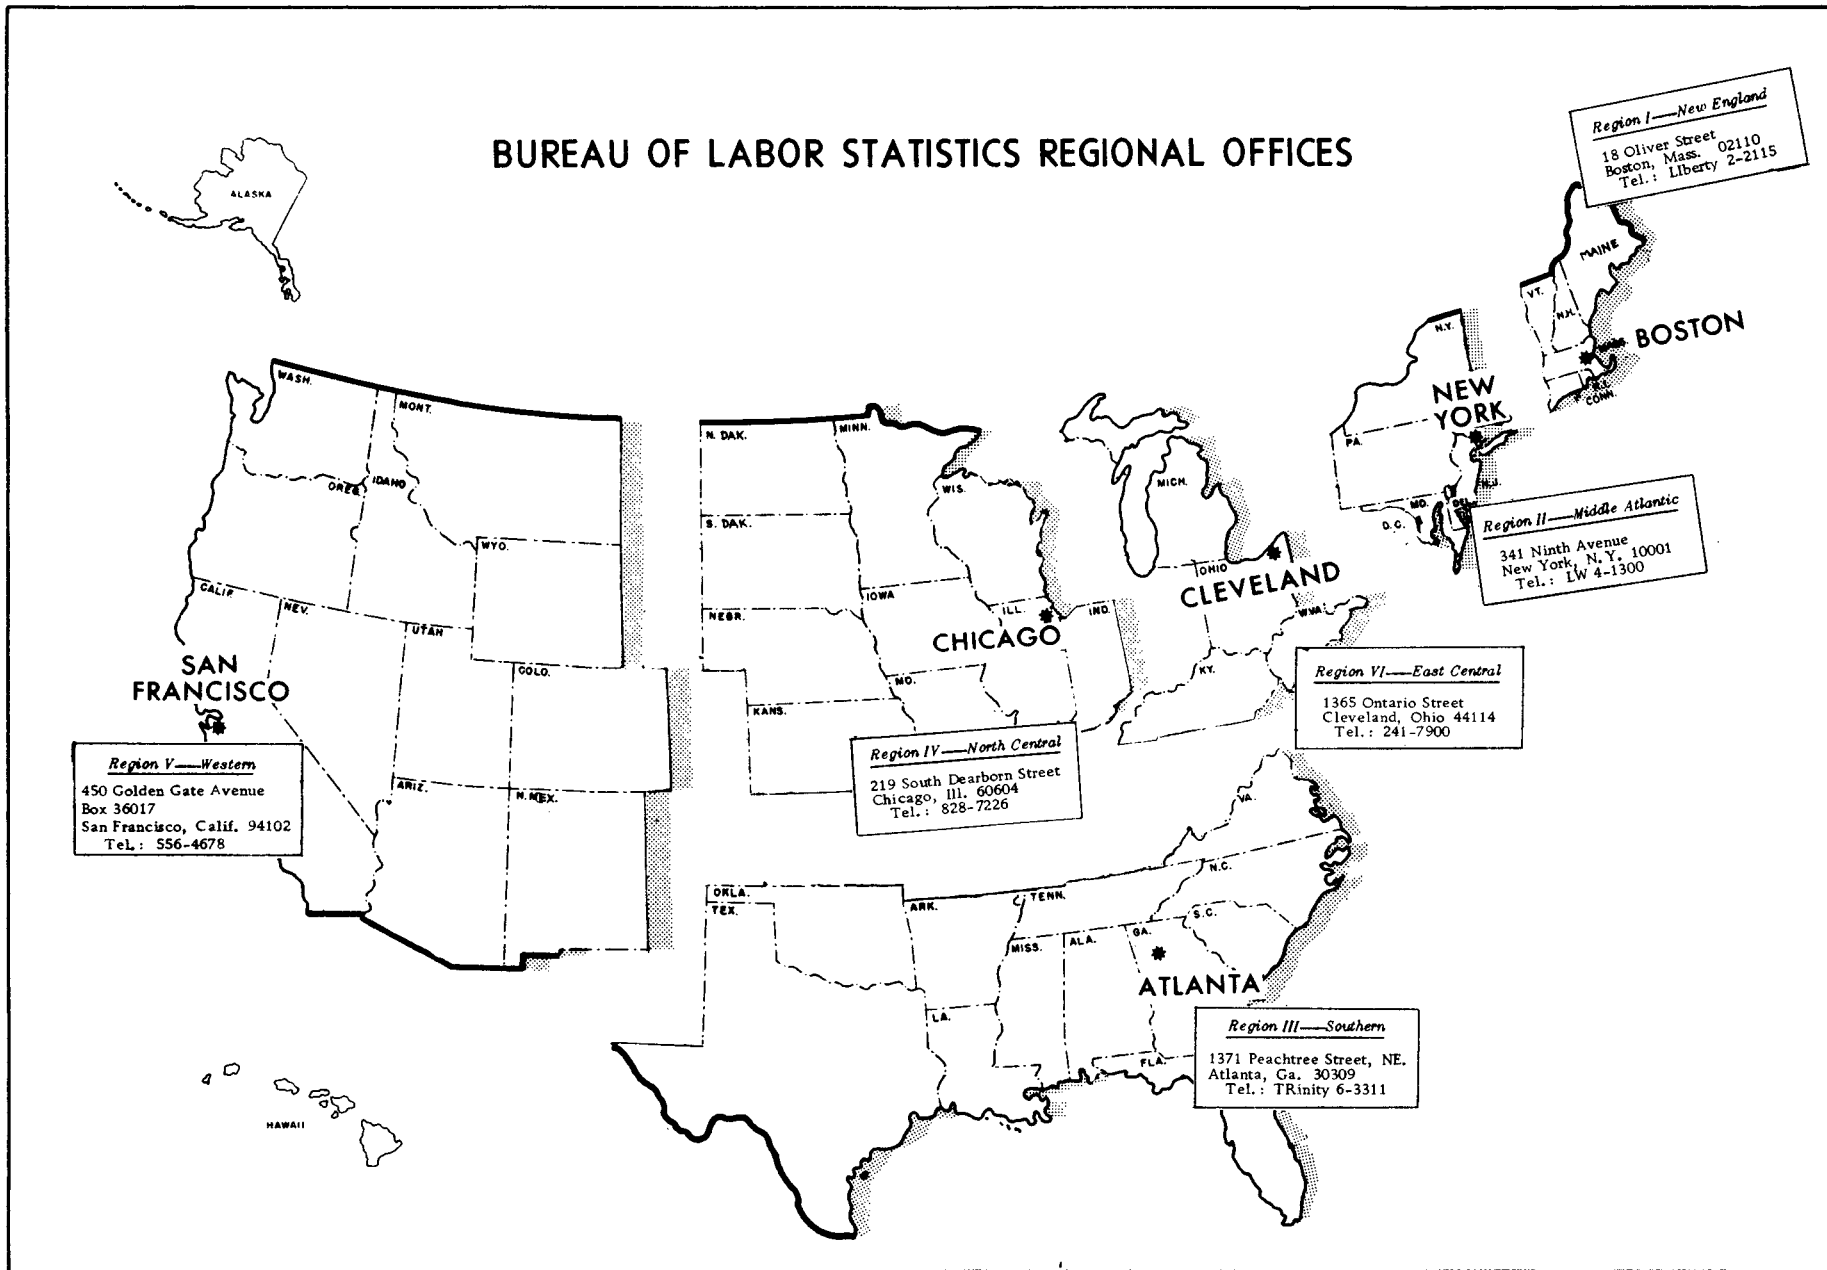 BUREAU OF LABOR STATISTICS REGIONAL OFFICES
Region I—New England
18 Oliver Street
Boston, Mass. 02110
Tel.: LIberty 2-2115
ALASKA
MAINE
VT.
N.H.
MASS.
BOSTON
R.I.
CONN.
N.Y.
NEW
YORK
PA.
N.J.
MD.
DEL.
D.C.
Region II—Middle Atlantic
341 Ninth Avenue
New York, N.Y. 10001
Tel.: LW 4-1300
WASH.
MONT.
OREG.
IDAHO
WYO.
CALIF.
NEV.
UTAH
COLO.
ARIZ.
N.MEX.
SAN
FRANCISCO
Region V—Western
450 Golden Gate Avenue
Box 36017
San Francisco, Calif. 94102
Tel.: 556-4678
N. DAK.
MINN.
S. DAK.
WIS.
NEBR.
IOWA
ILL.
IND.
CHICAGO
MO.
KANS.
Region IV—North Central
219 South Dearborn Street
Chicago, Ill. 60604
Tel.: 828-7226
MICH.
OHIO
CLEVELAND
W.VA.
KY.
Region VI—East Central
1365 Ontario Street
Cleveland, Ohio 44114
Tel.: 241-7900
VA.
N.C.
S.C.
OKLA.
TEX.
ARK.
TENN.
MISS.
ALA.
GA.
LA.
FLA.
ATLANTA
Region III—Southern
1371 Peachtree Street, NE.
Atlanta, Ga. 30309
Tel.: TRinity 6-3311
HAWAII